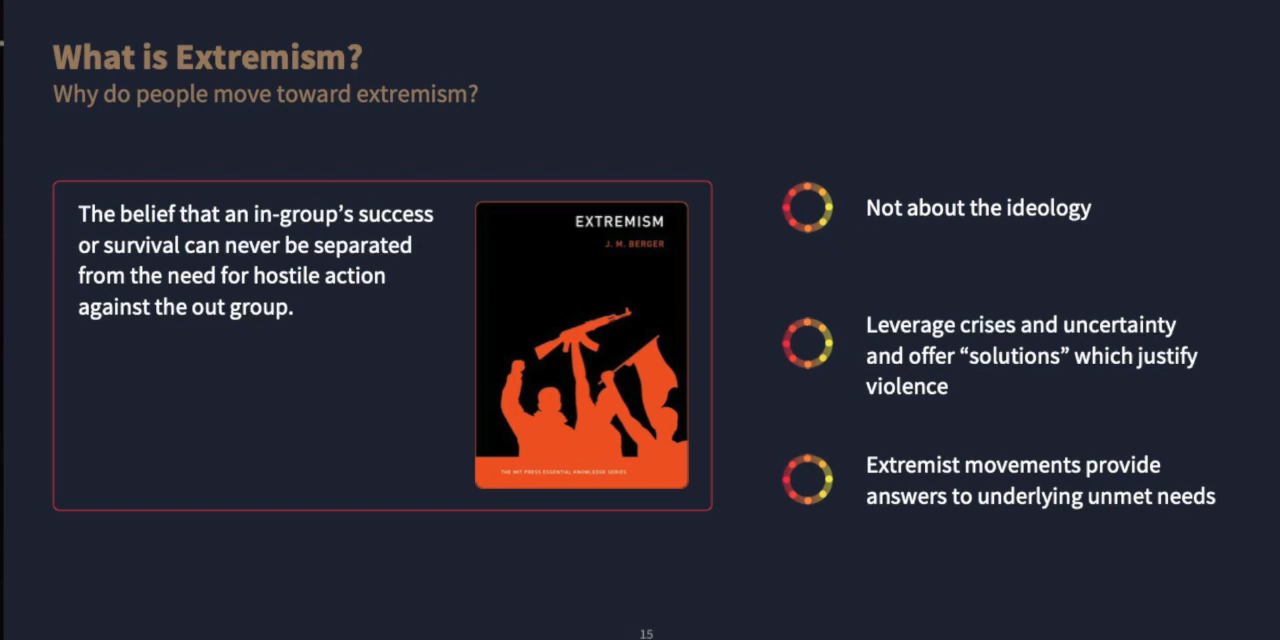 What is Extremism?
Why do people move toward extremism?
The belief that an in-group’s success
or survival can never be separated
from the need for hostile action
against the out group.
EXTREMISM
J. M. BERGER
THE MIT PRESS ESSENTIAL KNOWLEDGE SERIES
Not about the ideology
Leverage crises and uncertainty
and offer “solutions” which justify
violence
Extremist movements provide
answers to underlying unmet needs
15